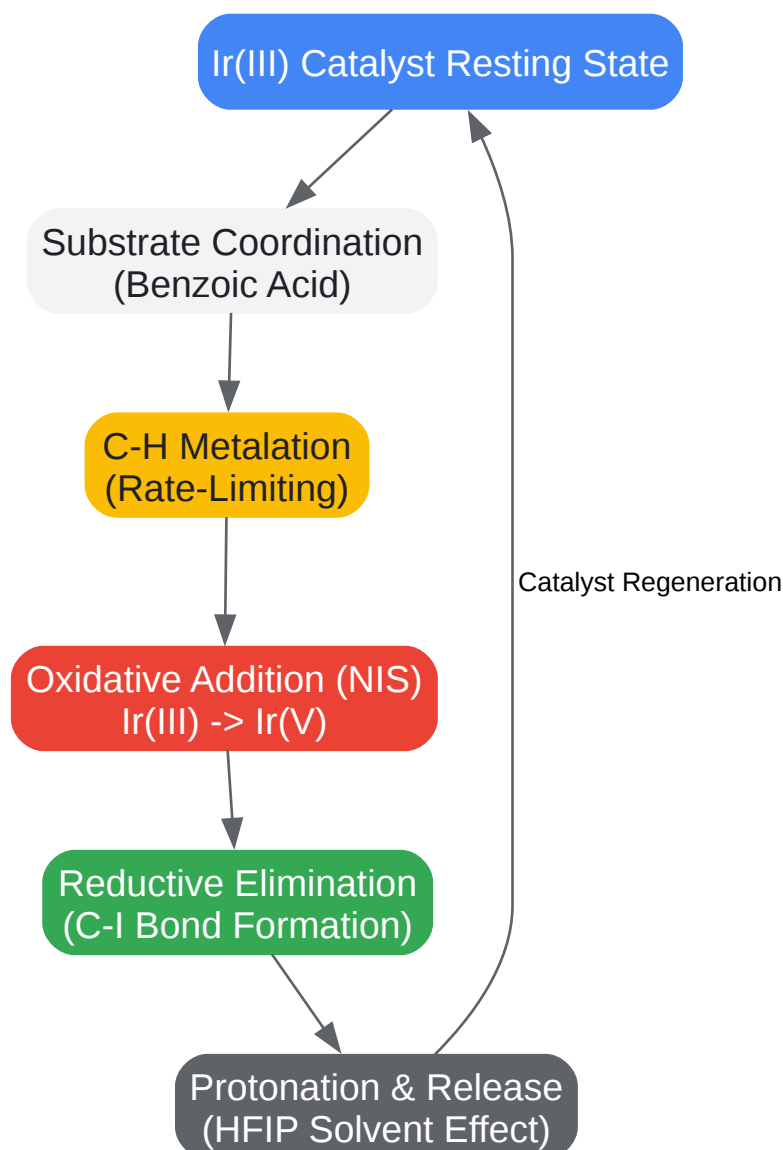 Ir(III) Catalyst Resting State
Substrate Coordination
(Benzoic Acid)
C-H Metalation
(Rate-Limiting)
Catalyst Regeneration
Oxidative Addition (NIS)
Ir(III) -> Ir(V)
Reductive Elimination
(C-I Bond Formation)
Protonation & Release
(HFIP Solvent Effect)